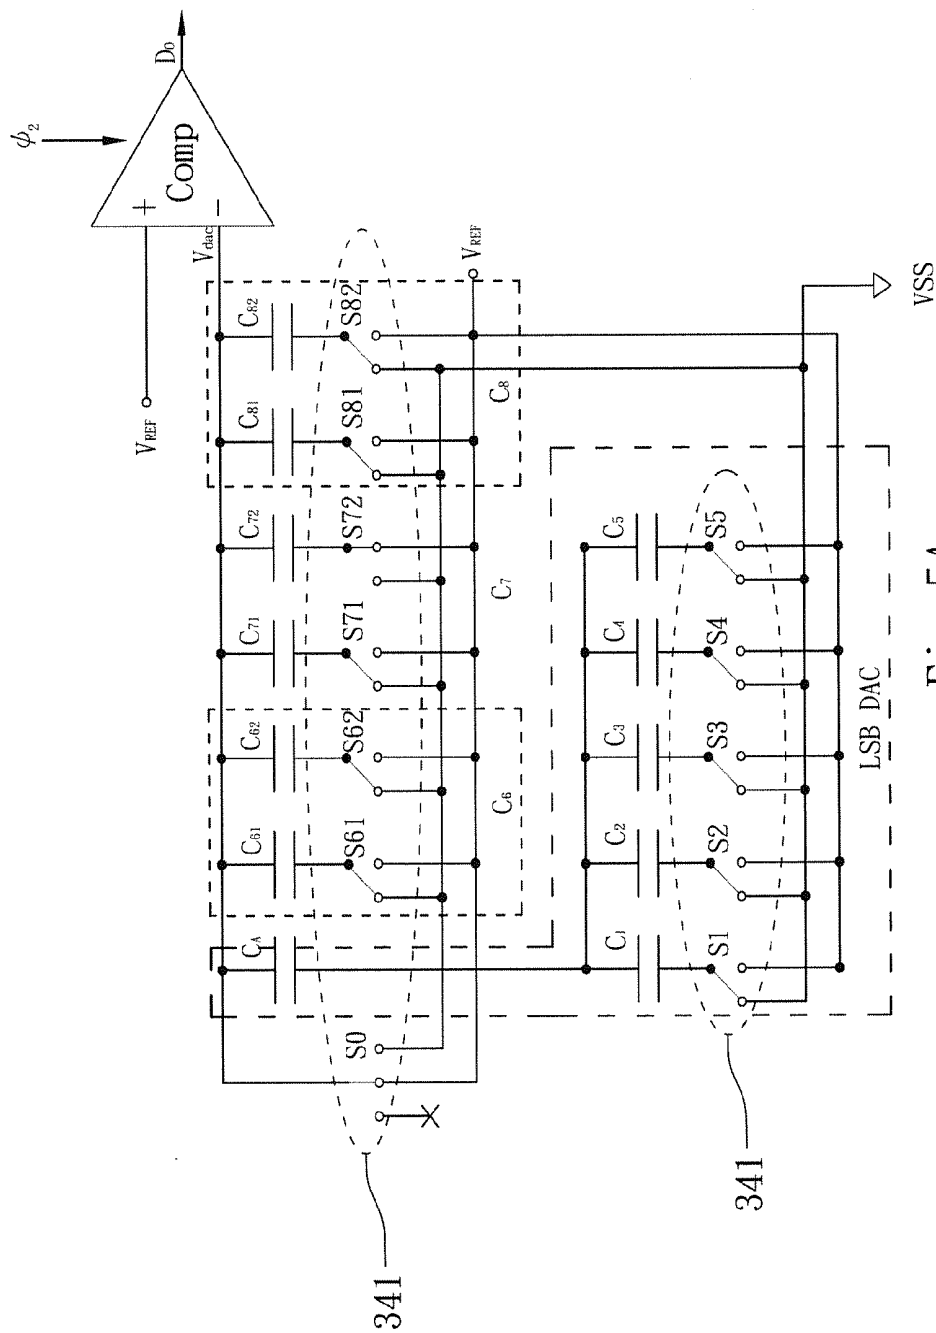 ϕ2
Comp
+
−
D0
VREF
Vdac
CA
C61
C62
C71
C72
C81
C82
S0
S61
S62
S71
S72
S81
S82
C6
C7
C8
VREF
341
C1
C2
C3
C4
C5
S1
S2
S3
S4
S5
LSB DAC
VSS
341